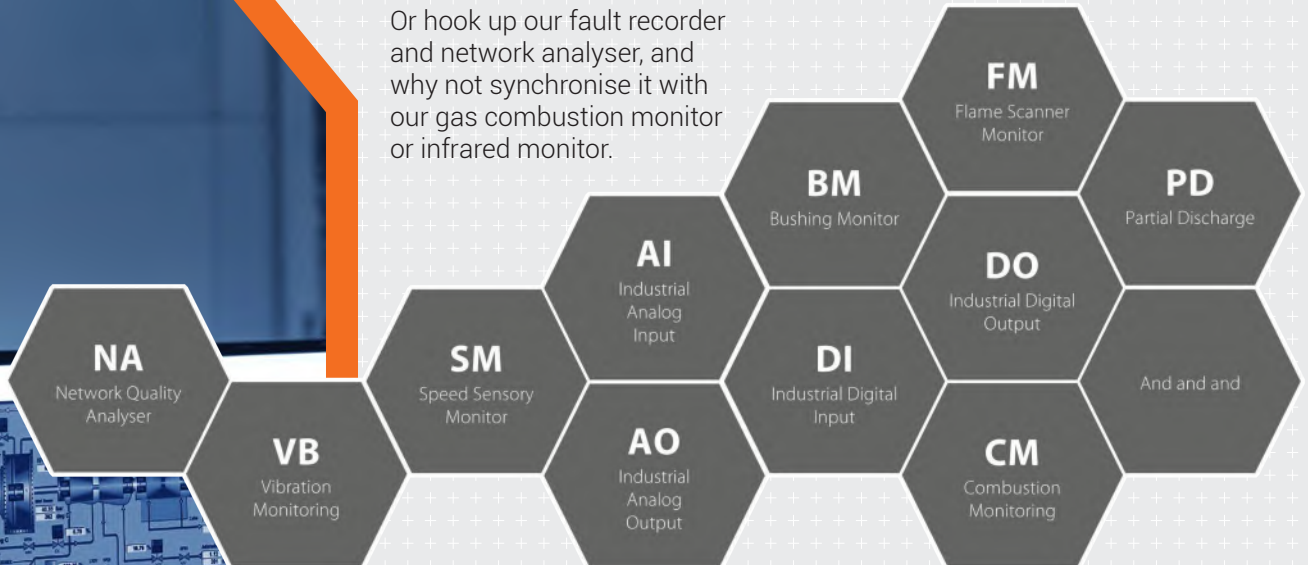 Or hook up our fault recorder
and network analyser, and
why not synchronise it with
our gas combustion monitor
or infrared monitor.
NA
Network Quality
Analyser
VB
Vibration
Monitoring
SM
Speed Sensory
Monitor
AI
Industrial
Analog
Input
AO
Industrial
Analog
Output
BM
Bushing Monitor
DI
Industrial Digital
Input
FM
Flame Scanner
Monitor
DO
Industrial Digital
Output
CM
Combustion
Monitoring
PD
Partial Discharge
And and and